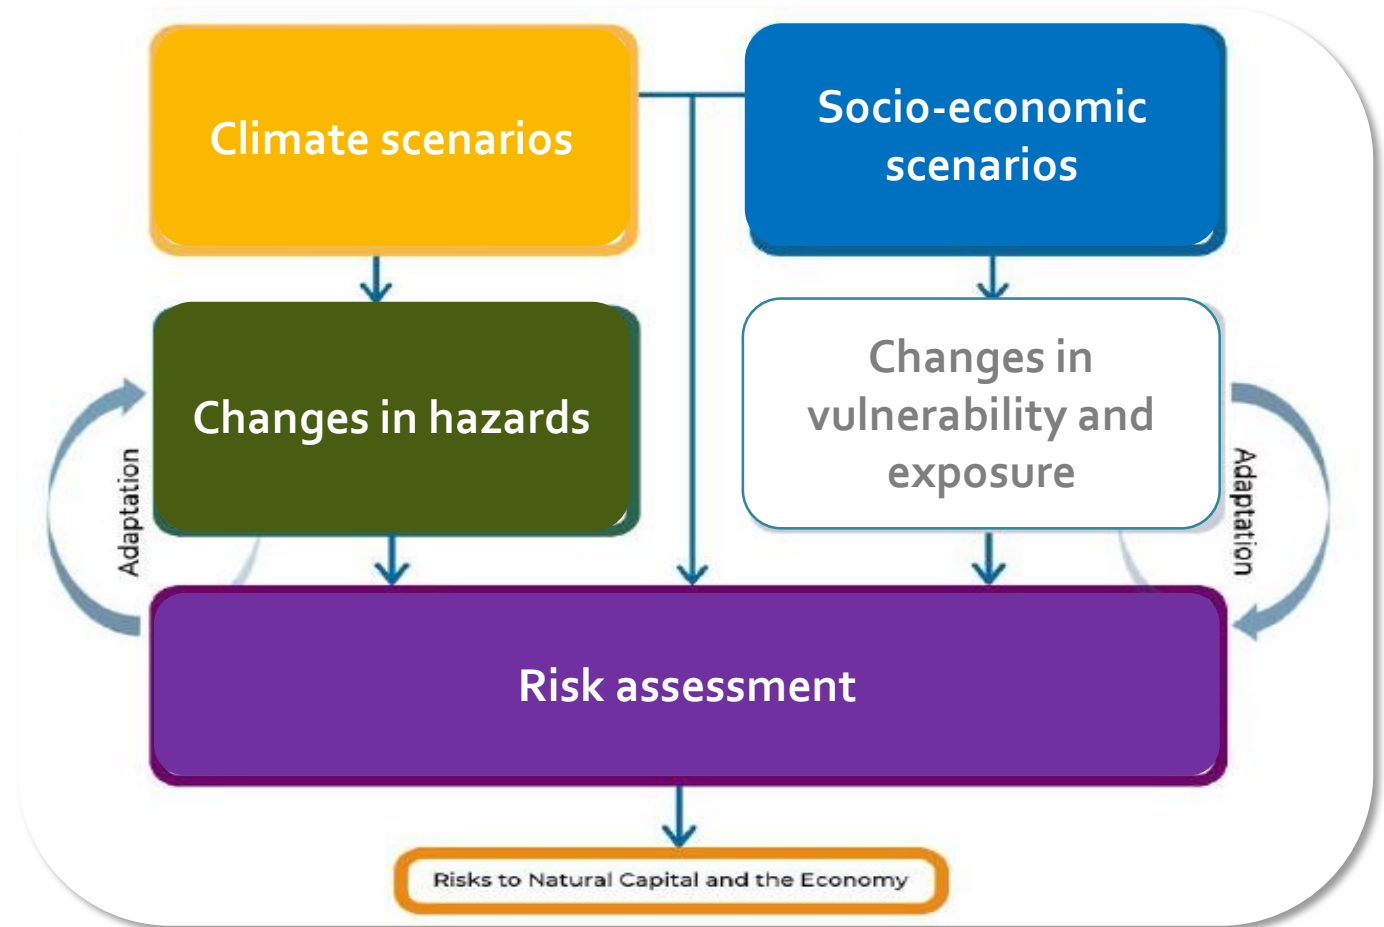 Climate scenarios
Socio-economic
scenarios
Changes in hazards
Changes in
vulnerability and
exposure
Adaptation
Adaptation
Risk assessment
Risks to Natural Capital and the Economy